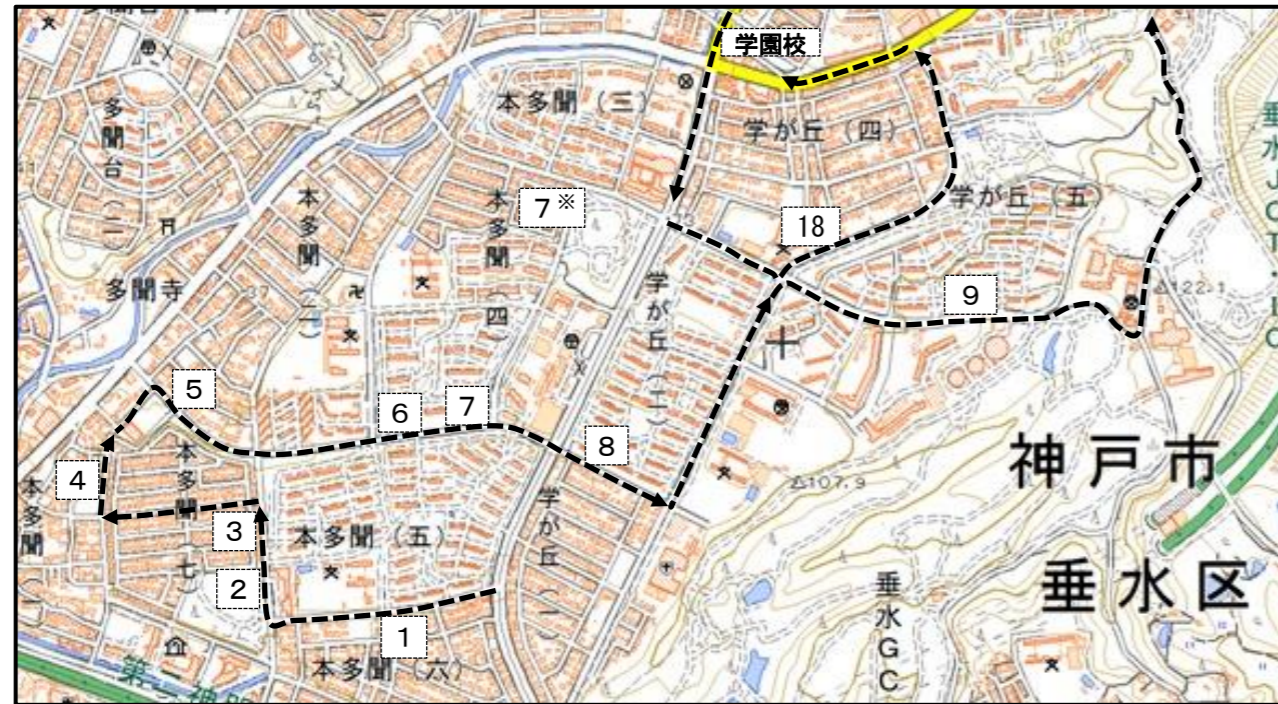 学園校
本多聞（三）
学が丘（四）
多聞台（一）
本多聞（二）
本多聞（四）
7※
18
学が丘（五）
多聞寺
学が丘（二）
9
122.1
5
6
7
8
4
本多聞（七）
3
本多聞（五）
学が丘（一）
107.9
神戸市
2
1
垂水区
本多聞（六）
垂水GC
本多聞